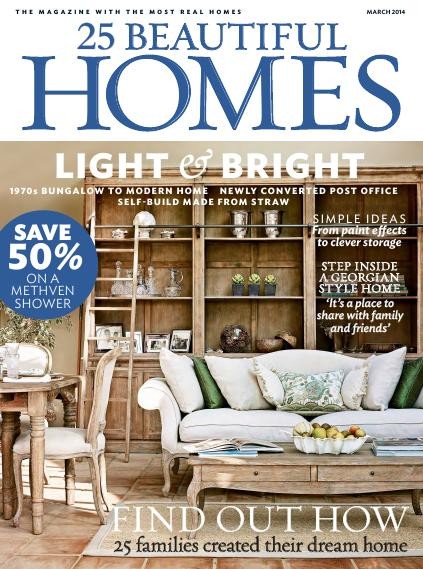 THE MAGAZINE WITH THE MOST REAL HOMES
MARCH 2014
25 BEAUTIFUL
HOMES
LIGHT & BRIGHT
1970s BUNGALOW TO MODERN HOME NEWLY CONVERTED POST OFFICE
SELF-BUILD MADE FROM STRAW
SAVE
50%
ON A
METHVEN
SHOWER
SIMPLE IDEAS
From paint effects
to clever storage
STEP INSIDE
A GEORGIAN
STYLE HOME
‘It's a place to
share with family
and friends’
FIND OUT HOW
25 families created their dream home